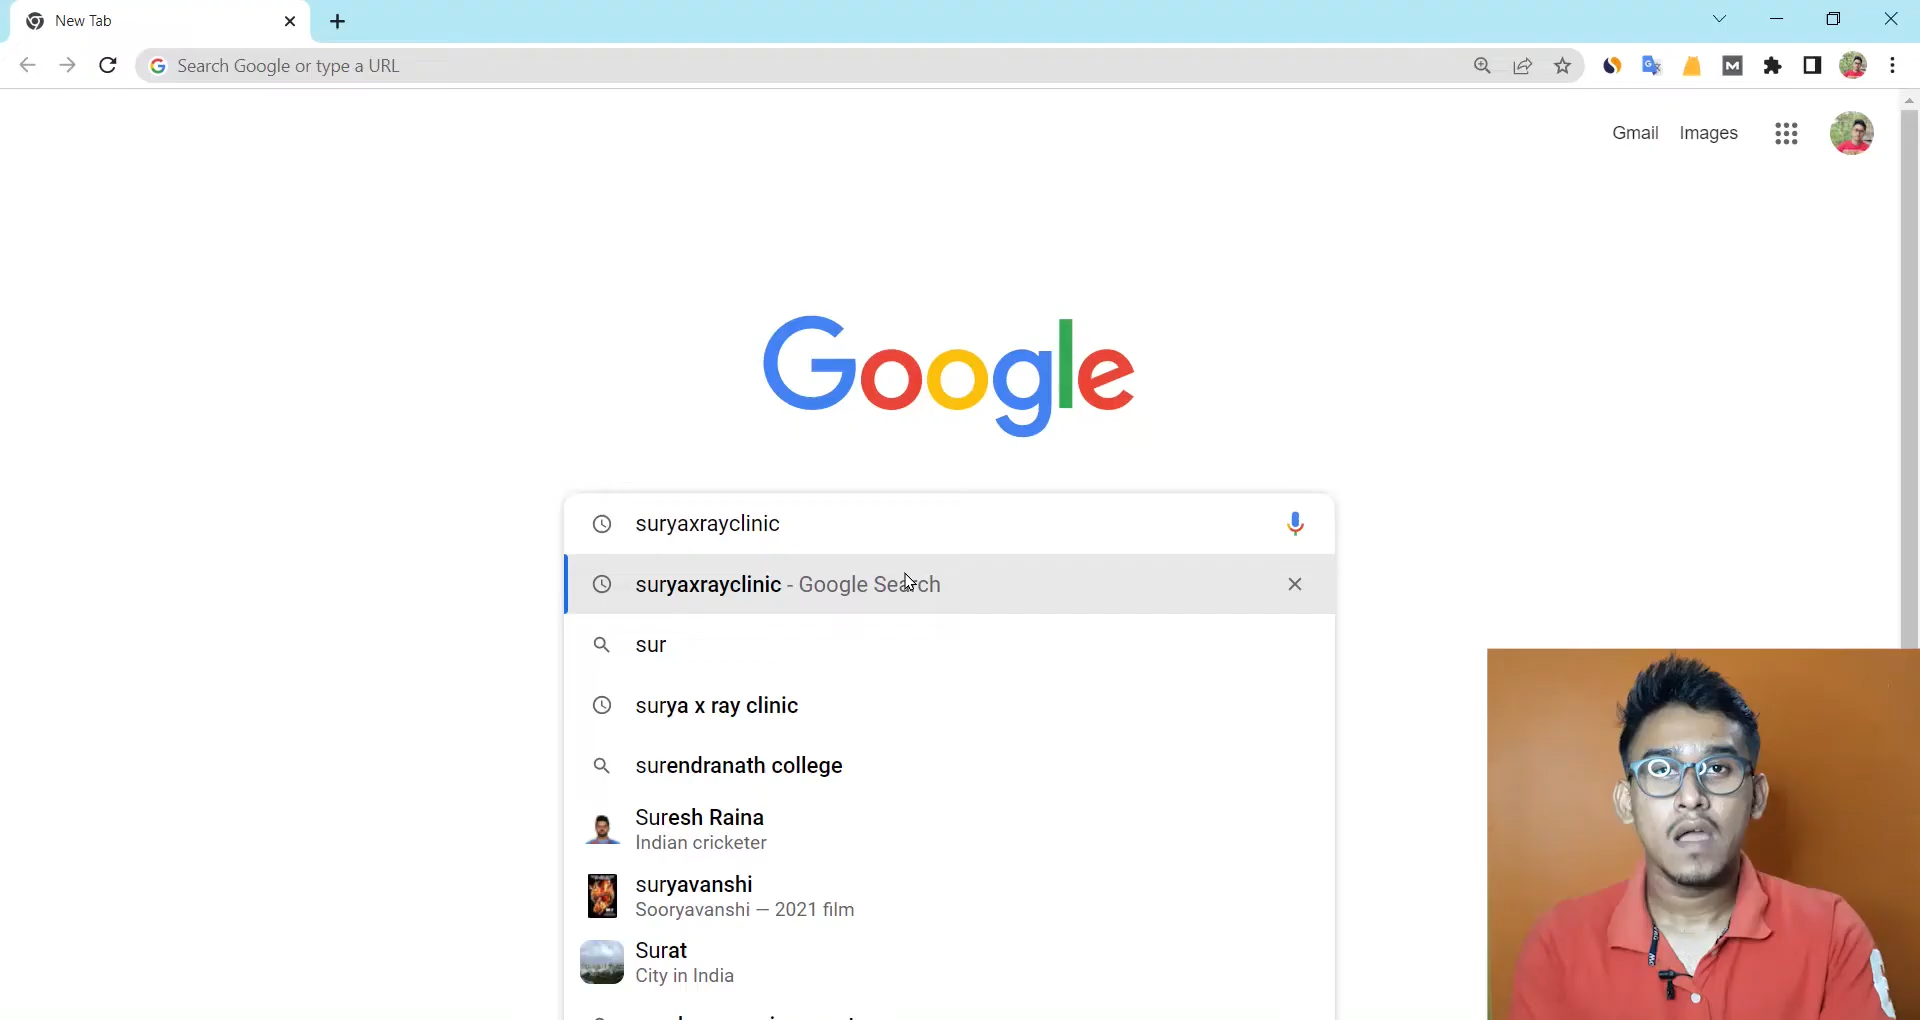 New Tab
Search Google or type a URL
Gmail Images
Google
suryaxrayclinic
suryaxrayclinic - Google Search
sur
surya x ray clinic
surendranath college
Suresh Raina
Indian cricketer
suryavanshi
Sooryavanshi — 2021 film
Surat
City in India